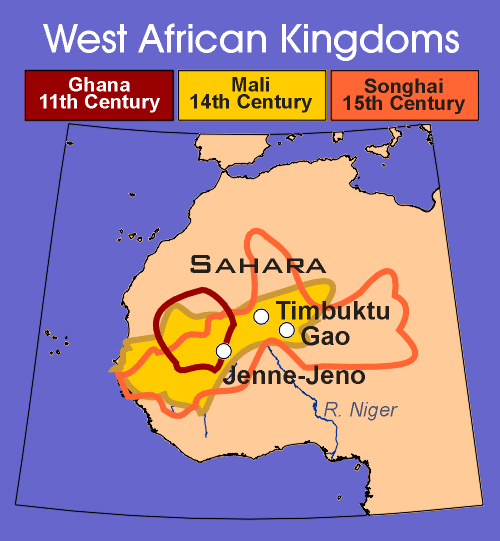 West African Kingdoms
Ghana
11th Century
Mali
14th Century
Songhai
15th Century
SAHARA
Timbuktu
Gao
Jenne-Jeno
R. Niger